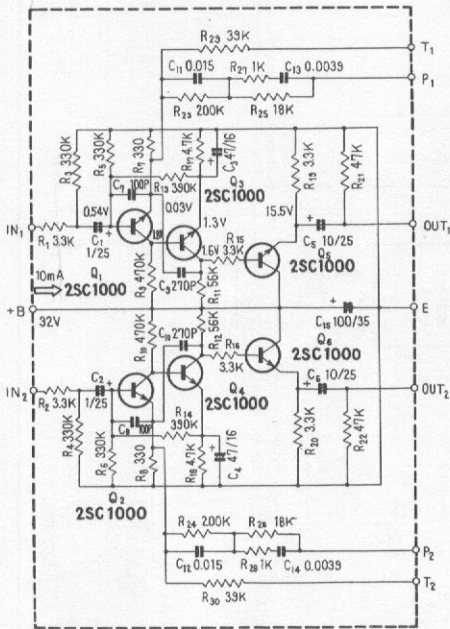 R29 39K
T1
C11 0.015
R27 1K
C13 0.0039
P1
R23 200K
R25 18K
R3 330K
R5 330K
R7 330
R17 4.7K
C3 47/16
R19 3.3K
R21 47K
C7 100P
R13 390K
Q3
2SC1000
0.54V
0.03V
1.3V
15.5V
IN1
R1 3.3K
C1
1/25
1.6V
R15
3.3K
C5 10/25
OUT1
Q5
2SC1000
10mA
Q1
2SC1000
R9 470K
C9 270P
R11 56K
+B
32V
C15 100/35
E
R10 470K
C10 270P
R12 56K
R16
3.3K
Q6
2SC1000
IN2
R2 3.3K
C2
1/25
Q4
2SC1000
C6 10/25
OUT2
R4 330K
R6 330K
C8 100P
R8 330
R14
390K
R18 4.7K
C4 47/16
R20 3.3K
R22 47K
Q2
2SC1000
R24 200K
R26 18K
P2
C12 0.015
R28 1K
C14 0.0039
T2
R30 39K